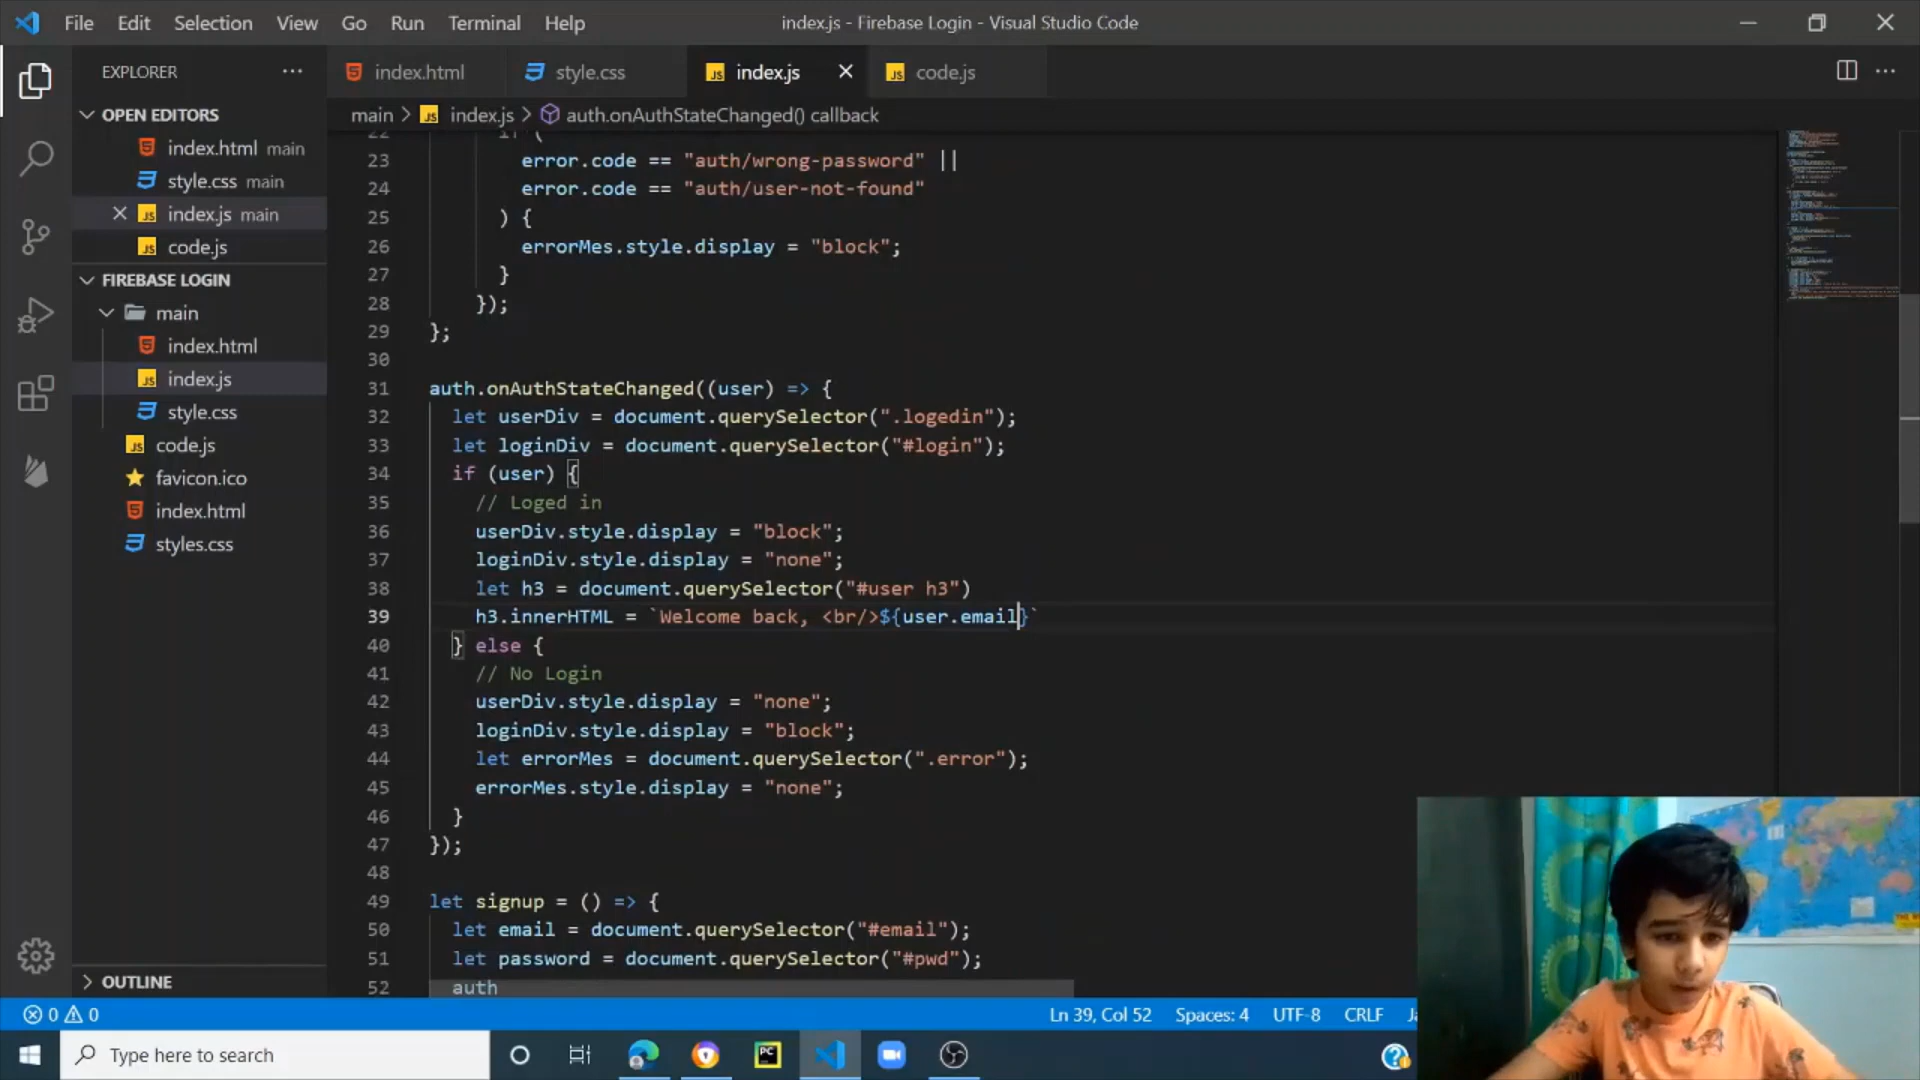 File Edit Selection View Go Run Terminal Help
index.js - Firebase Login - Visual Studio Code
EXPLORER
index.html
style.css
index.js
code.js
OPEN EDITORS
index.html main
style.css main
index.js main
code.js
FIREBASE LOGIN
main
index.html
index.js
style.css
code.js
favicon.ico
index.html
styles.css
OUTLINE
main > JS index.js > auth.onAuthStateChanged() callback
22 if (
23 error.code == "auth/wrong-password" ||
24 error.code == "auth/user-not-found"
25 ) {
26 errorMes.style.display = "block";
27 }
28 });
29 };
30
31 auth.onAuthStateChanged((user) => {
32 let userDiv = document.querySelector(".logedin");
33 let loginDiv = document.querySelector("#login");
34 if (user) {
35 // Loged in
36 userDiv.style.display = "block";
37 loginDiv.style.display = "none";
38 let h3 = document.querySelector("#user h3")
39 h3.innerHTML = `Welcome back, <br/>${user.email}`
40 } else {
41 // No Login
42 userDiv.style.display = "none";
43 loginDiv.style.display = "block";
44 let errorMes = document.querySelector(".error");
45 errorMes.style.display = "none";
46 }
47 });
48
49 let signup = () => {
50 let email = document.querySelector("#email");
51 let password = document.querySelector("#pwd");
52 auth
0 0
Ln 39, Col 52 Spaces: 4 UTF-8 CRLF
Type here to search
PC